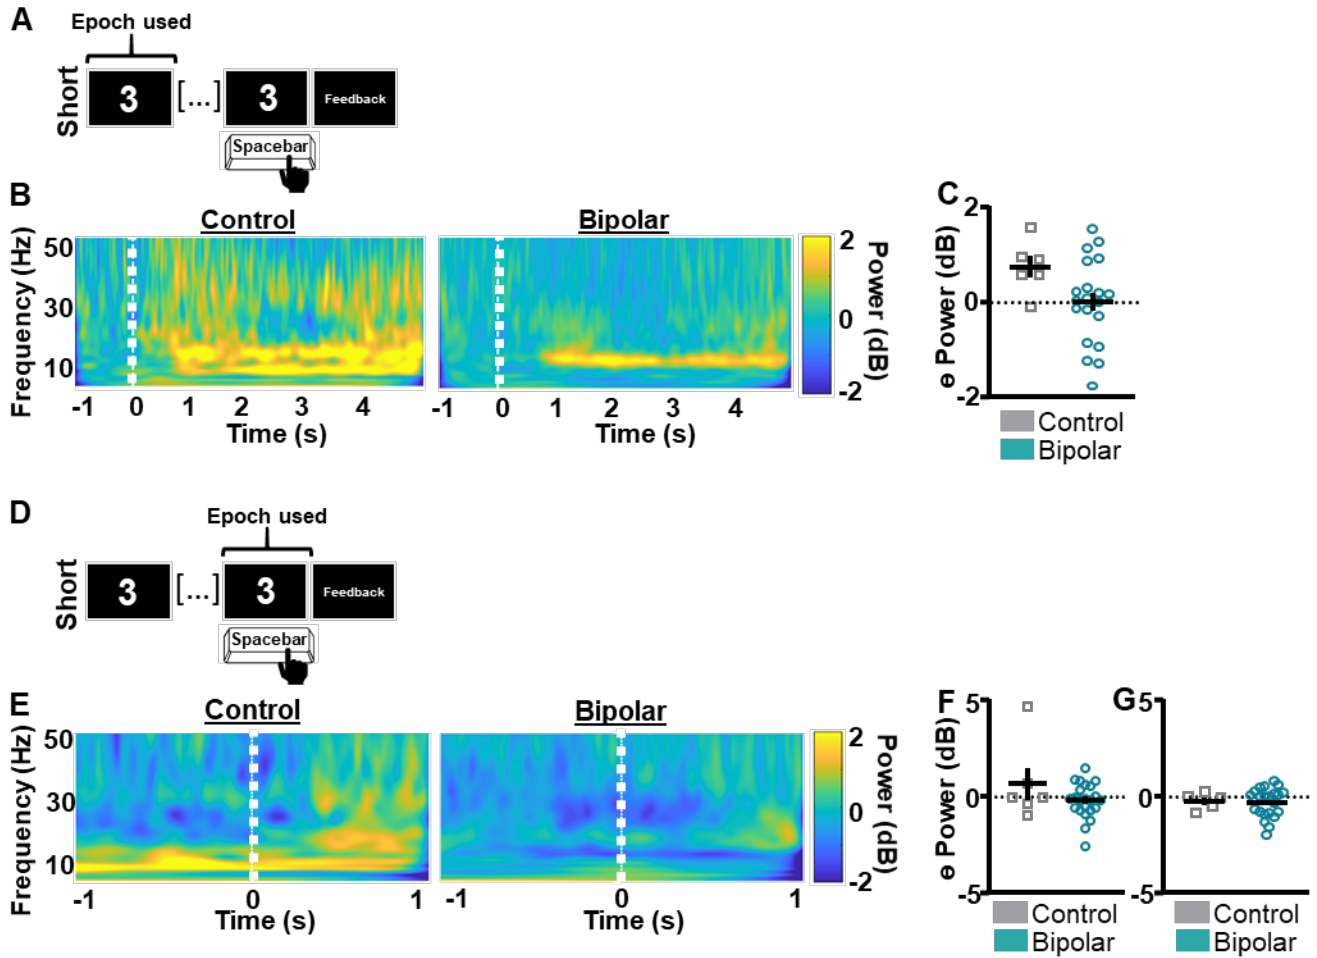 A
Epoch used
Short
3
[...]
3
Feedback
Spacebar
B
Control
Bipolar
Frequency (Hz)
50
30
10
-1 0 1 2 3 4
Time (s)
-1 0 1 2 3 4
Time (s)
2
0
-2
Power (dB)
C
ɵ Power (dB)
2
0
-2
Control
Bipolar
D
Epoch used
Short
3
[...]
3
Feedback
Spacebar
E
Control
Bipolar
Frequency (Hz)
50
30
10
-1 0 1
Time (s)
-1 0 1
Time (s)
2
0
-2
Power (dB)
F
ɵ Power (dB)
5
0
-5
Control
Bipolar
G
5
0
-5
Control
Bipolar